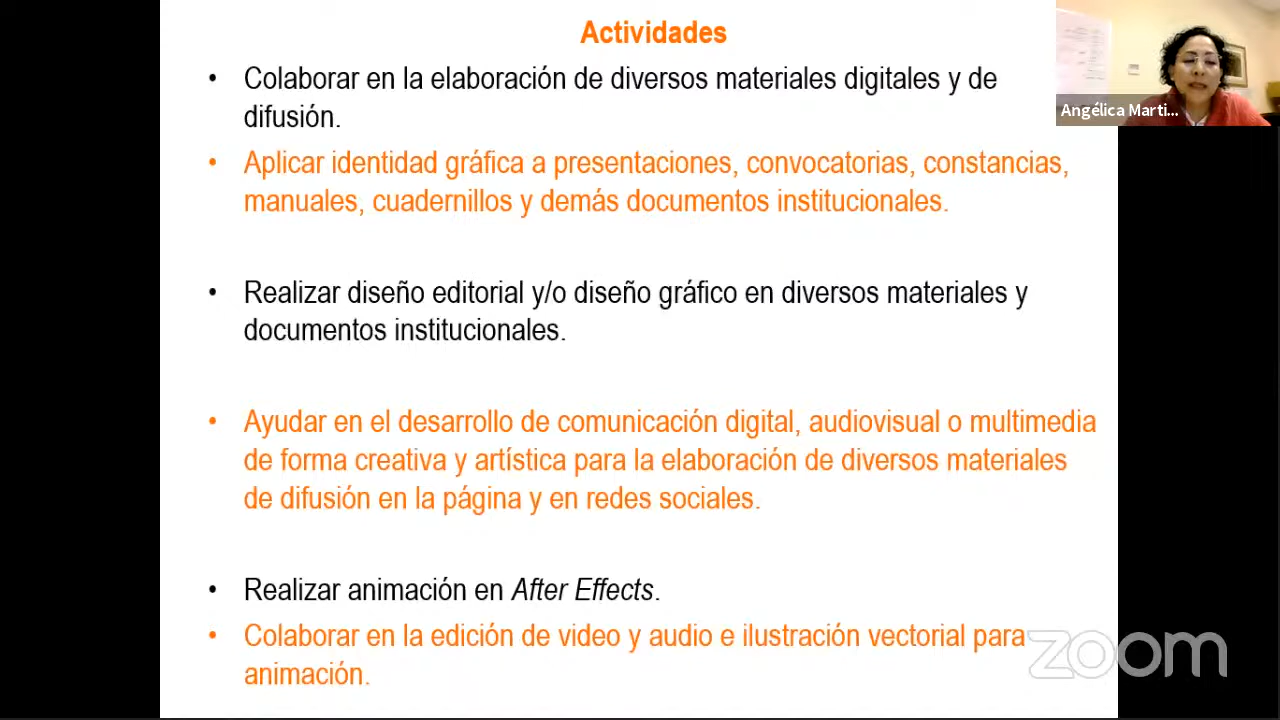 Actividades
• Colaborar en la elaboración de diversos materiales digitales y de
difusión.
• Aplicar identidad gráfica a presentaciones, convocatorias, constancias,
manuales, cuadernillos y demás documentos institucionales.
• Realizar diseño editorial y/o diseño gráfico en diversos materiales y
documentos institucionales.
• Ayudar en el desarrollo de comunicación digital, audiovisual o multimedia
de forma creativa y artística para la elaboración de diversos materiales
de difusión en la página y en redes sociales.
• Realizar animación en After Effects.
• Colaborar en la edición de video y audio e ilustración vectorial para
animación.
Angélica Marti...
zoom